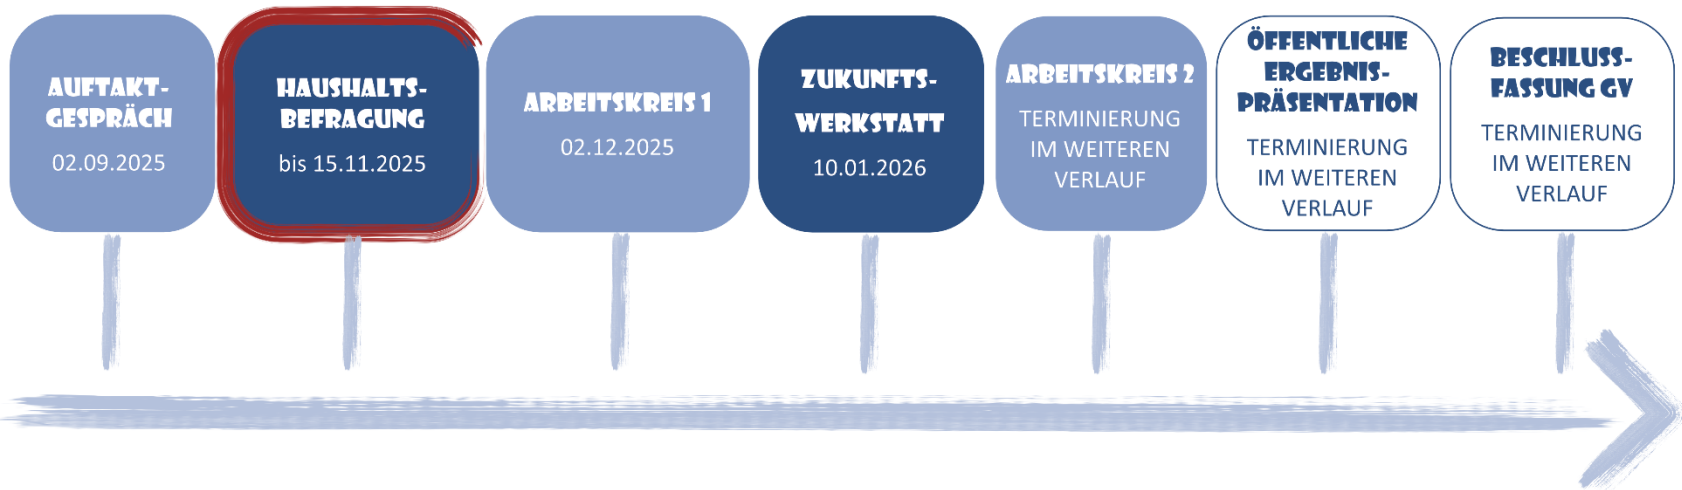 AUFTAKT-
GESPRÄCH
02.09.2025
HAUSHALTS-
BEFRAGUNG
bis 15.11.2025
ARBEITSKREIS 1
02.12.2025
ZUKUNFTS-
WERKSTATT
10.01.2026
ARBEITSKREIS 2
TERMINIERUNG
IM WEITEREN
VERLAUF
ÖFFENTLICHE
ERGEBNIS-
PRÄSENTATION
TERMINIERUNG
IM WEITEREN
VERLAUF
BESCHLUSS-
FASSUNG GV
TERMINIERUNG
IM WEITEREN
VERLAUF